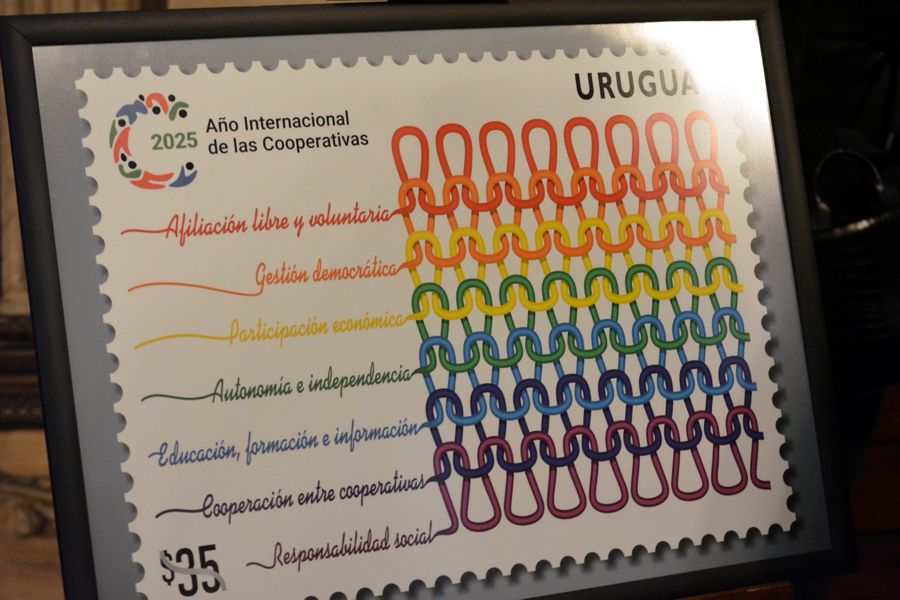 URUGUA
2025
Año Internacional
de las Cooperativas
Afiliación libre y voluntaria
Gestión democrática
Participación económica
Autonomía e independencia
Educación, formación e información
Cooperación entre cooperativas
Responsabilidad social
$35